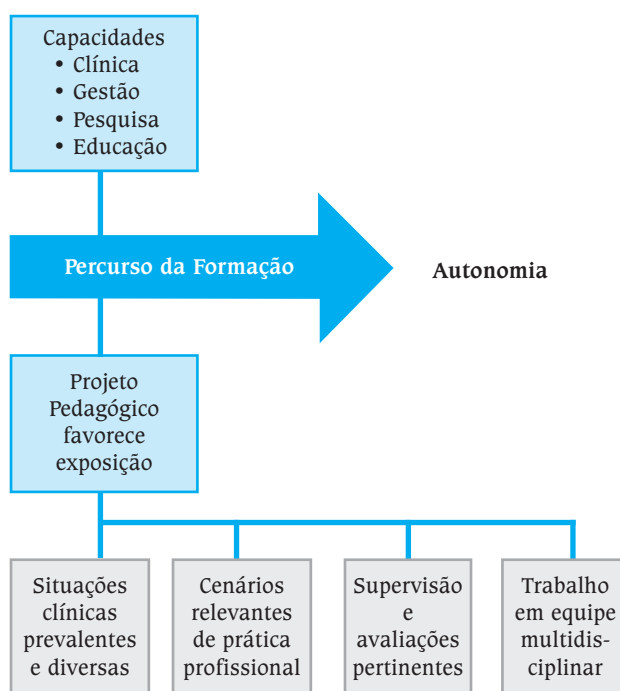 Capacidades
• Clínica
• Gestão
• Pesquisa
• Educação
Percurso da Formação
Autonomia
Projeto
Pedagógico
favorece
exposição
Situações
clínicas
prevalentes
e diversas
Cenários
relevantes
de prática
profissional
Supervisão
e
avaliações
pertinentes
Trabalho
em equipe
multidis-
ciplinar